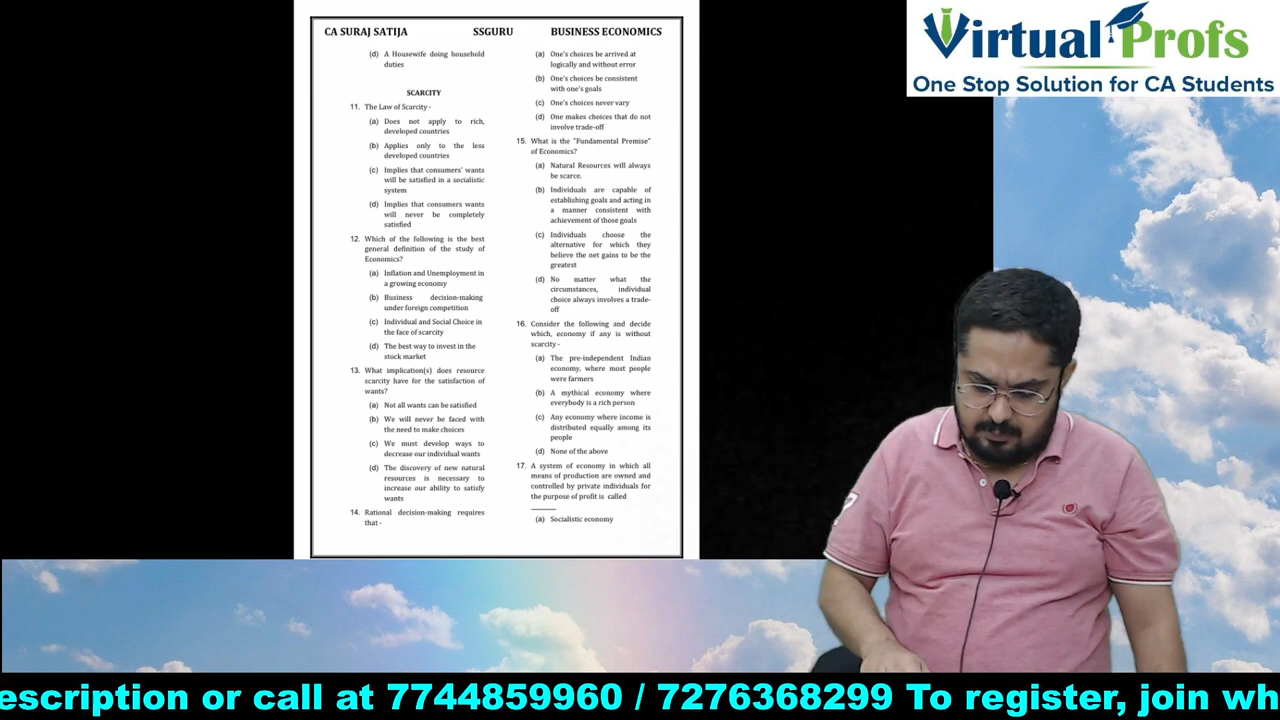 CA SURAJ SATIJA SSGURU BUSINESS ECONOMICS
(d) A Housewife doing household
duties
SCARCITY
11. The Law of Scarcity -
(a) Does not apply to rich,
developed countries
(b) Applies only to the less
developed countries
(c) Implies that consumers' wants
will be satisfied in a socialistic
system
(d) Implies that consumers wants
will never be completely
satisfied
12. Which of the following is the best
general definition of the study of
Economics?
(a) Inflation and Unemployment in
a growing economy
(b) Business decision-making
under foreign competition
(c) Individual and Social Choice in
the face of scarcity
(d) The best way to invest in the
stock market
13. What implication(s) does resource
scarcity have for the satisfaction of
wants?
(a) Not all wants can be satisfied
(b) We will never be faced with
the need to make choices
(c) We must develop ways to
decrease our individual wants
(d) The discovery of new natural
resources is necessary to
increase our ability to satisfy
wants
14. Rational decision-making requires
that -
(a) One's choices be arrived at
logically and without error
(b) One's choices be consistent
with one's goals
(c) One's choices never vary
(d) One makes choices that do not
involve trade-off
15. What is the "Fundamental Premise"
of Economics?
(a) Natural Resources will always
be scarce.
(b) Individuals are capable of
establishing goals and acting in
a manner consistent with
achievement of those goals
(c) Individuals choose the
alternative for which they
believe the net gains to be the
greatest
(d) No matter what the
circumstances, individual
choice always involves a trade-
off
16. Consider the following and decide
which, economy if any is without
scarcity -
(a) The pre-independent Indian
economy, where most people
were farmers
(b) A mythical economy where
everybody is a rich person
(c) Any economy where income is
distributed equally among its
people
(d) None of the above
17. A system of economy in which all
means of production are owned and
controlled by private individuals for
the purpose of profit is called
______
(a) Socialistic economy
Virtual Profs
One Stop Solution for CA Students
escription or call at 7744859960 / 7276368299 To register, join wh